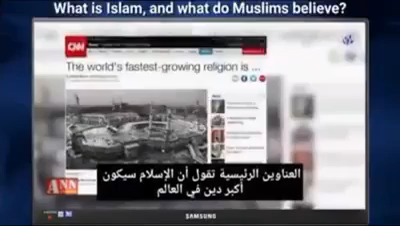 What is Islam, and what do Muslims believe?
CNN
The world's fastest-growing religion is ...
العناوين الرئيسية تقول أن الإسلام سيكون
أكبر دين في العالم
ANN
SAMSUNG